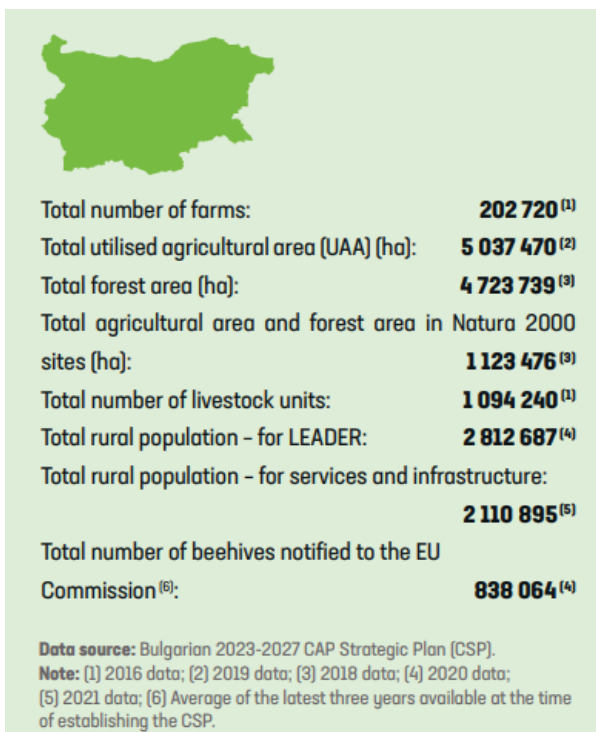 Total number of farms: 202 720 (1)
Total utilised agricultural area (UAA) (ha): 5 037 470 (2)
Total forest area (ha): 4 723 739 (3)
Total agricultural area and forest area in Natura 2000
sites (ha): 1 123 476 (3)
Total number of livestock units: 1 094 240 (1)
Total rural population – for LEADER: 2 812 687 (4)
Total rural population – for services and infrastructure:
2 110 895 (5)
Total number of beehives notified to the EU
Commission (6): 838 064 (4)
Data source: Bulgarian 2023-2027 CAP Strategic Plan (CSP).
Note: (1) 2016 data; (2) 2019 data; (3) 2018 data; (4) 2020 data;
(5) 2021 data; (6) Average of the latest three years available at the time
of establishing the CSP.